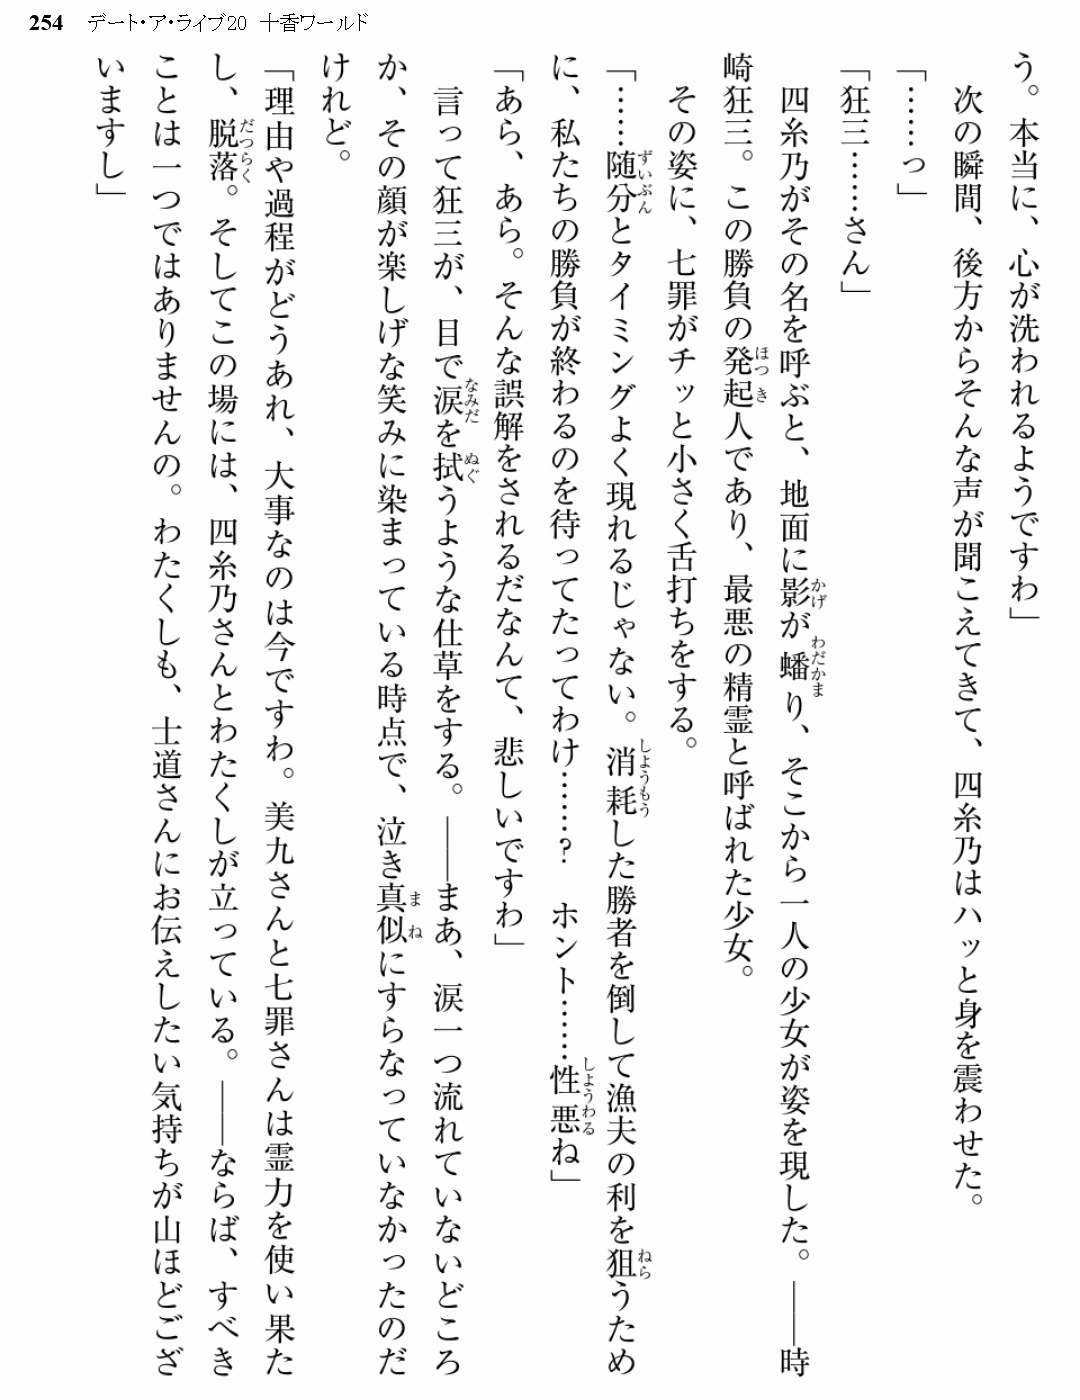 254 デート・ア・ライブ20 十香ワールド
う。本当に、心が洗われるようですわ」
次の瞬間、後方からそんな声が聞こえてきて、四糸乃はハッと身を震わせた。
「……っ」
「狂三……さん」
四糸乃がその名を呼ぶと、地面に影が蟠り、そこから一人の少女が姿を現した。――時
崎狂三。この勝負の発起人であり、最悪の精霊と呼ばれた少女。
その姿に、七罪がチッと小さく舌打ちをする。
「……随分とタイミングよく現れるじゃない。消耗した勝者を倒して漁夫の利を狙うため
に、私たちの勝負が終わるのを待ってたってわけ……? ホント……性悪ね」
「あら、あら。そんな誤解をされるだなんて、悲しいですわ」
言って狂三が、目で涙を拭うような仕草をする。――まあ、涙一つ流れていないどころ
か、その顔が楽しげな笑みに染まっている時点で、泣き真似にすらなっていなかったのだ
けれど。
「理由や過程がどうあれ、大事なのは今ですわ。美九さんと七罪さんは霊力を使い果た
し、脱落。そしてこの場には、四糸乃さんとわたくしが立っている。――ならば、すべき
ことは一つではありませんの。わたくしも、士道さんにお伝えしたい気持ちが山ほどござ
いますし」